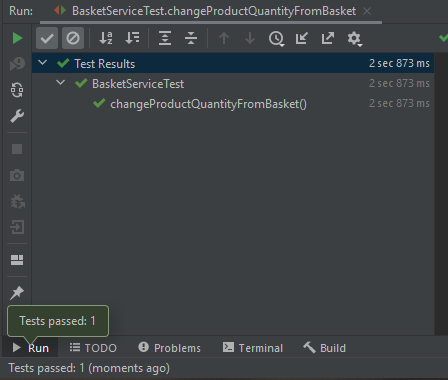 Run: BasketServiceTest.changeProductQuantityFromBasket
Test Results 2 sec 873 ms
BasketServiceTest 2 sec 873 ms
changeProductQuantityFromBasket() 2 sec 873 ms
Tests passed: 1
Run TODO Problems Terminal Build
Tests passed: 1 (moments ago)